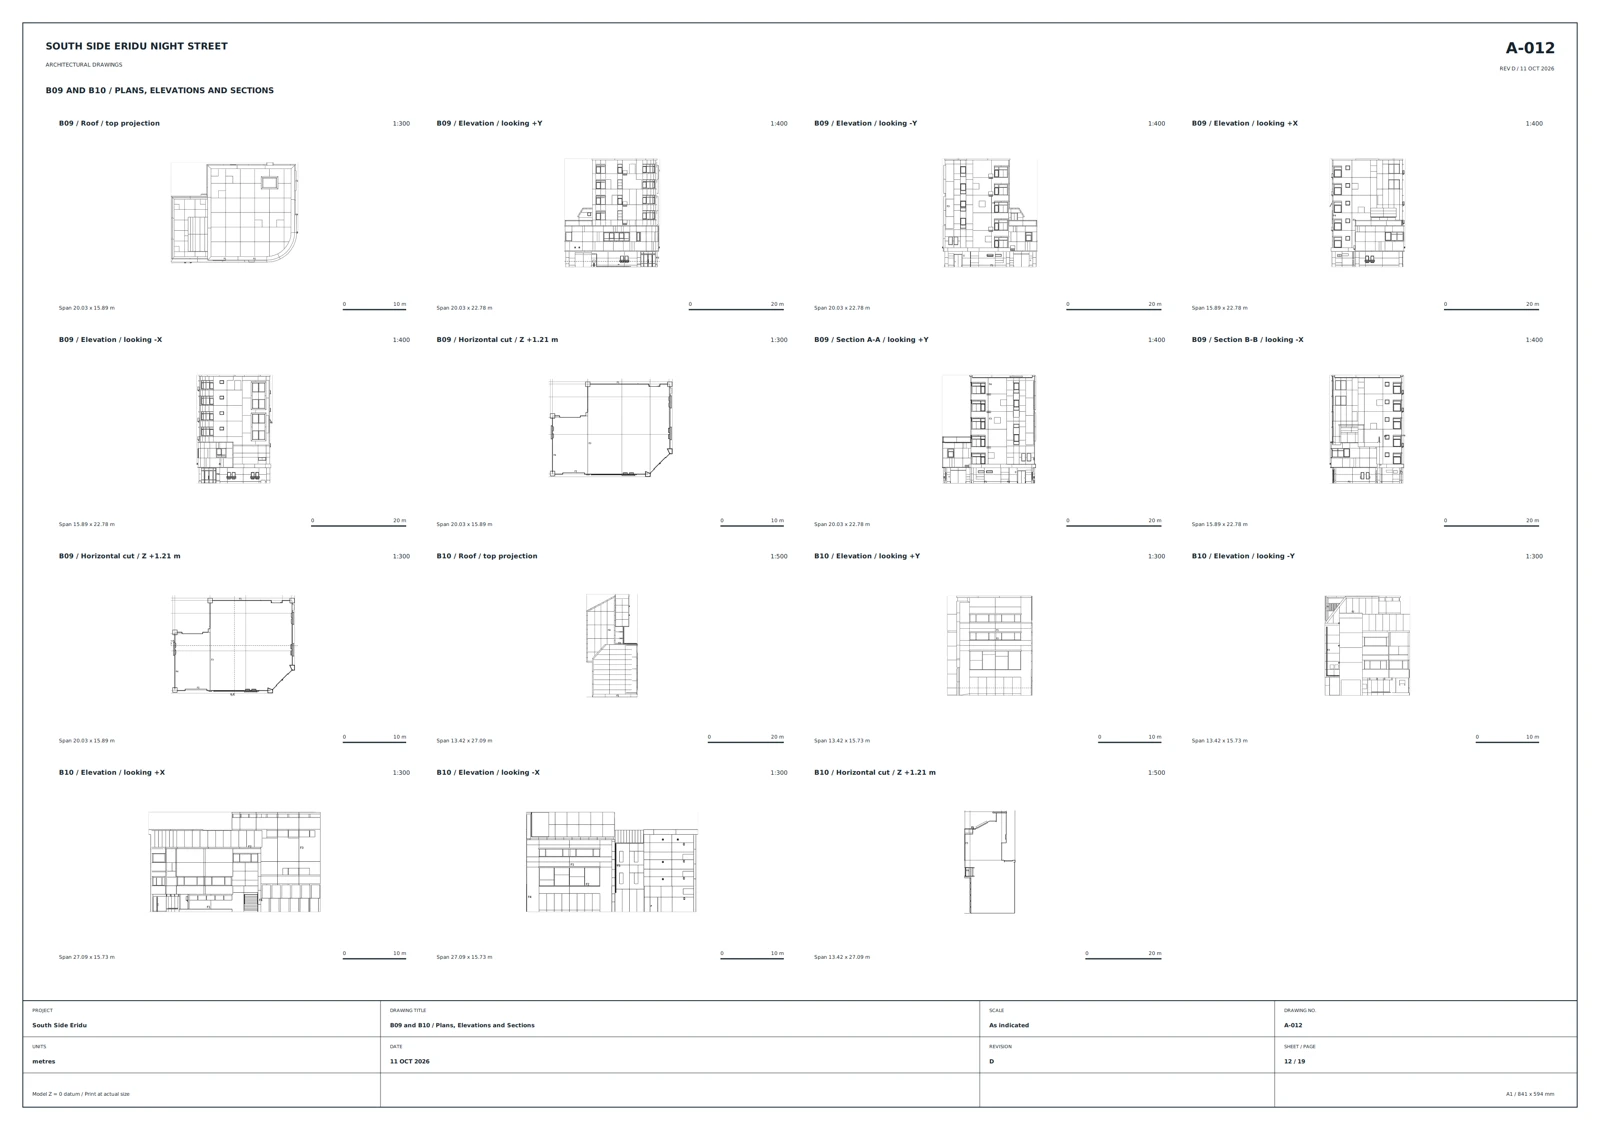 SOUTH SIDE ERIDU NIGHT STREET
A-012
ARCHITECTURAL DRAWINGS
REV D / 11 OCT 2026
B09 AND B10 / PLANS, ELEVATIONS AND SECTIONS
B09 / Roof / top projection 1:300
B09 / Elevation / looking +Y 1:400
B09 / Elevation / looking -Y 1:400
B09 / Elevation / looking +X 1:400
Span 20.03 x 15.89 m 0 10 m
Span 20.03 x 22.78 m 0 20 m
Span 20.03 x 22.78 m 0 20 m
Span 15.89 x 22.78 m 0 20 m
B09 / Elevation / looking -X 1:400
B09 / Horizontal cut / Z +1.21 m 1:300
B09 / Section A-A / looking +Y 1:400
B09 / Section B-B / looking -X 1:400
Span 15.89 x 22.78 m 0 20 m
Span 20.03 x 15.89 m 0 10 m
Span 20.03 x 22.78 m 0 20 m
Span 15.89 x 22.78 m 0 20 m
B09 / Horizontal cut / Z +1.21 m 1:300
B10 / Roof / top projection 1:500
B10 / Elevation / looking +Y 1:300
B10 / Elevation / looking -Y 1:300
Span 20.03 x 15.89 m 0 10 m
Span 13.42 x 27.09 m 0 20 m
Span 13.42 x 15.73 m 0 10 m
Span 13.42 x 15.73 m 0 10 m
B10 / Elevation / looking +X 1:300
B10 / Elevation / looking -X 1:300
B10 / Horizontal cut / Z +1.21 m 1:500
Span 27.09 x 15.73 m 0 10 m
Span 27.09 x 15.73 m 0 10 m
Span 13.42 x 27.09 m 0 20 m
PROJECT
South Side Eridu
DRAWING TITLE
B09 and B10 / Plans, Elevations and Sections
SCALE
As indicated
DRAWING NO.
A-012
UNITS
metres
DATE
11 OCT 2026
REVISION
D
SHEET / PAGE
12 / 19
Model Z = 0 datum / Print at actual size
A1 / 841 x 594 mm